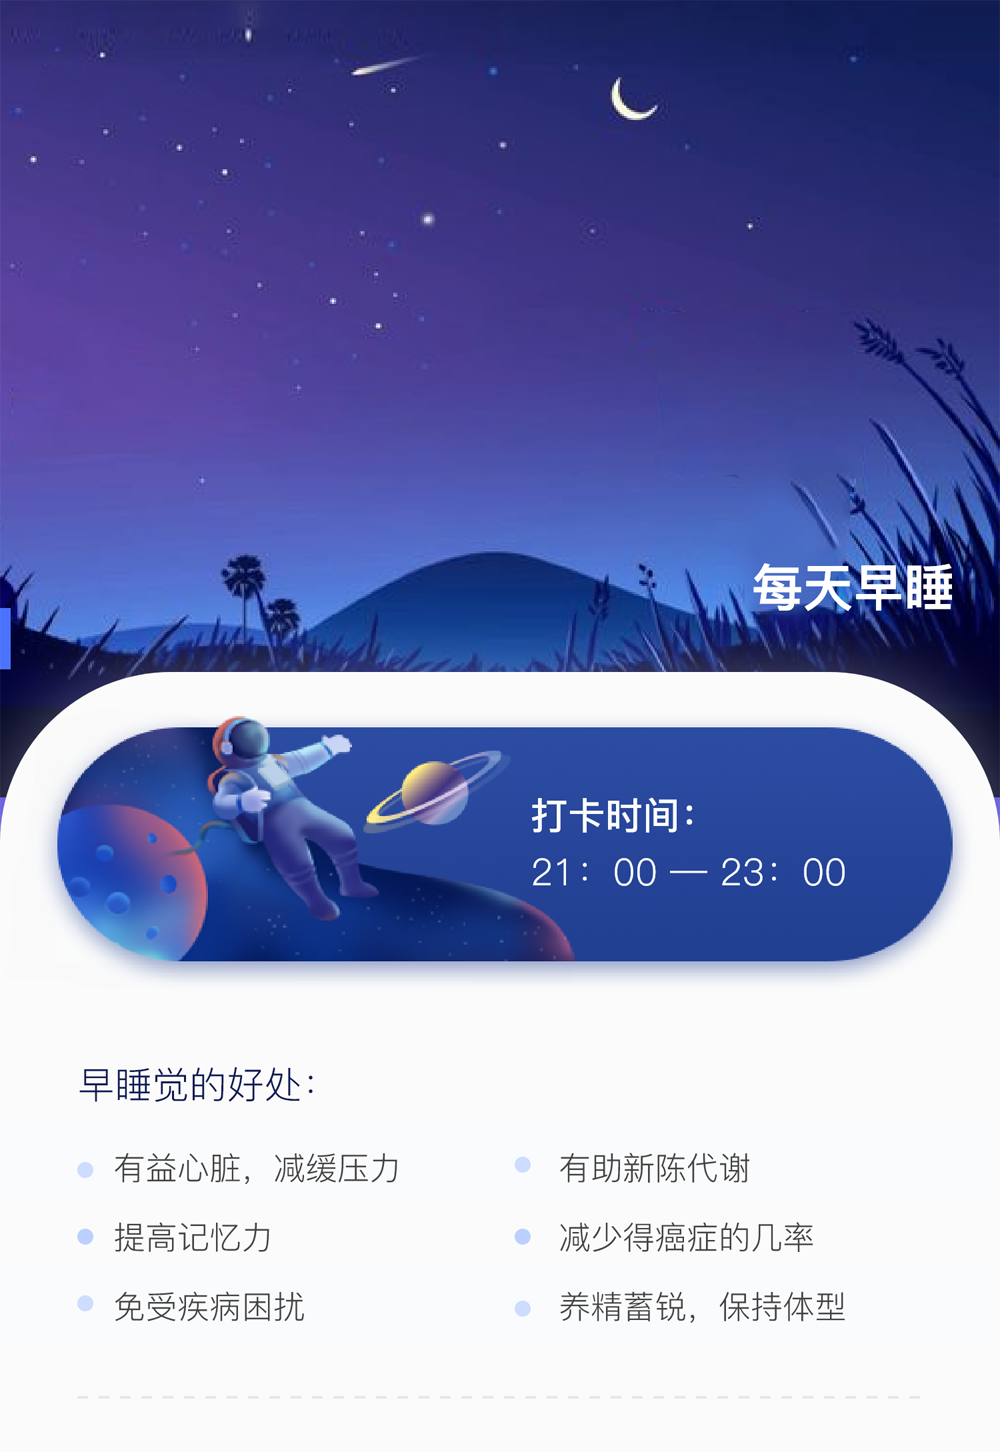 每天早睡
打卡时间：
21：00 — 23：00
早睡觉的好处：
有益心脏，减缓压力
有助新陈代谢
提高记忆力
减少得癌症的几率
免受疾病困扰
养精蓄锐，保持体型